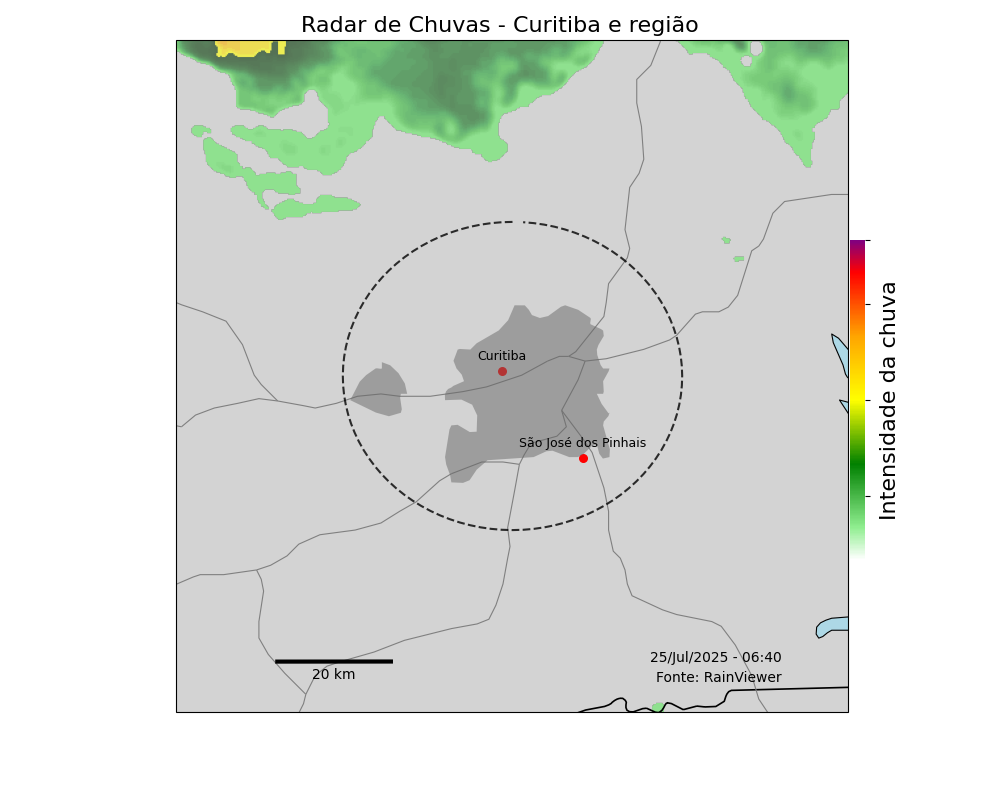 Radar de Chuvas - Curitiba e região
Curitiba
São José dos Pinhais
Intensidade da chuva
25/Jul/2025 - 06:40
Fonte: RainViewer
20 km